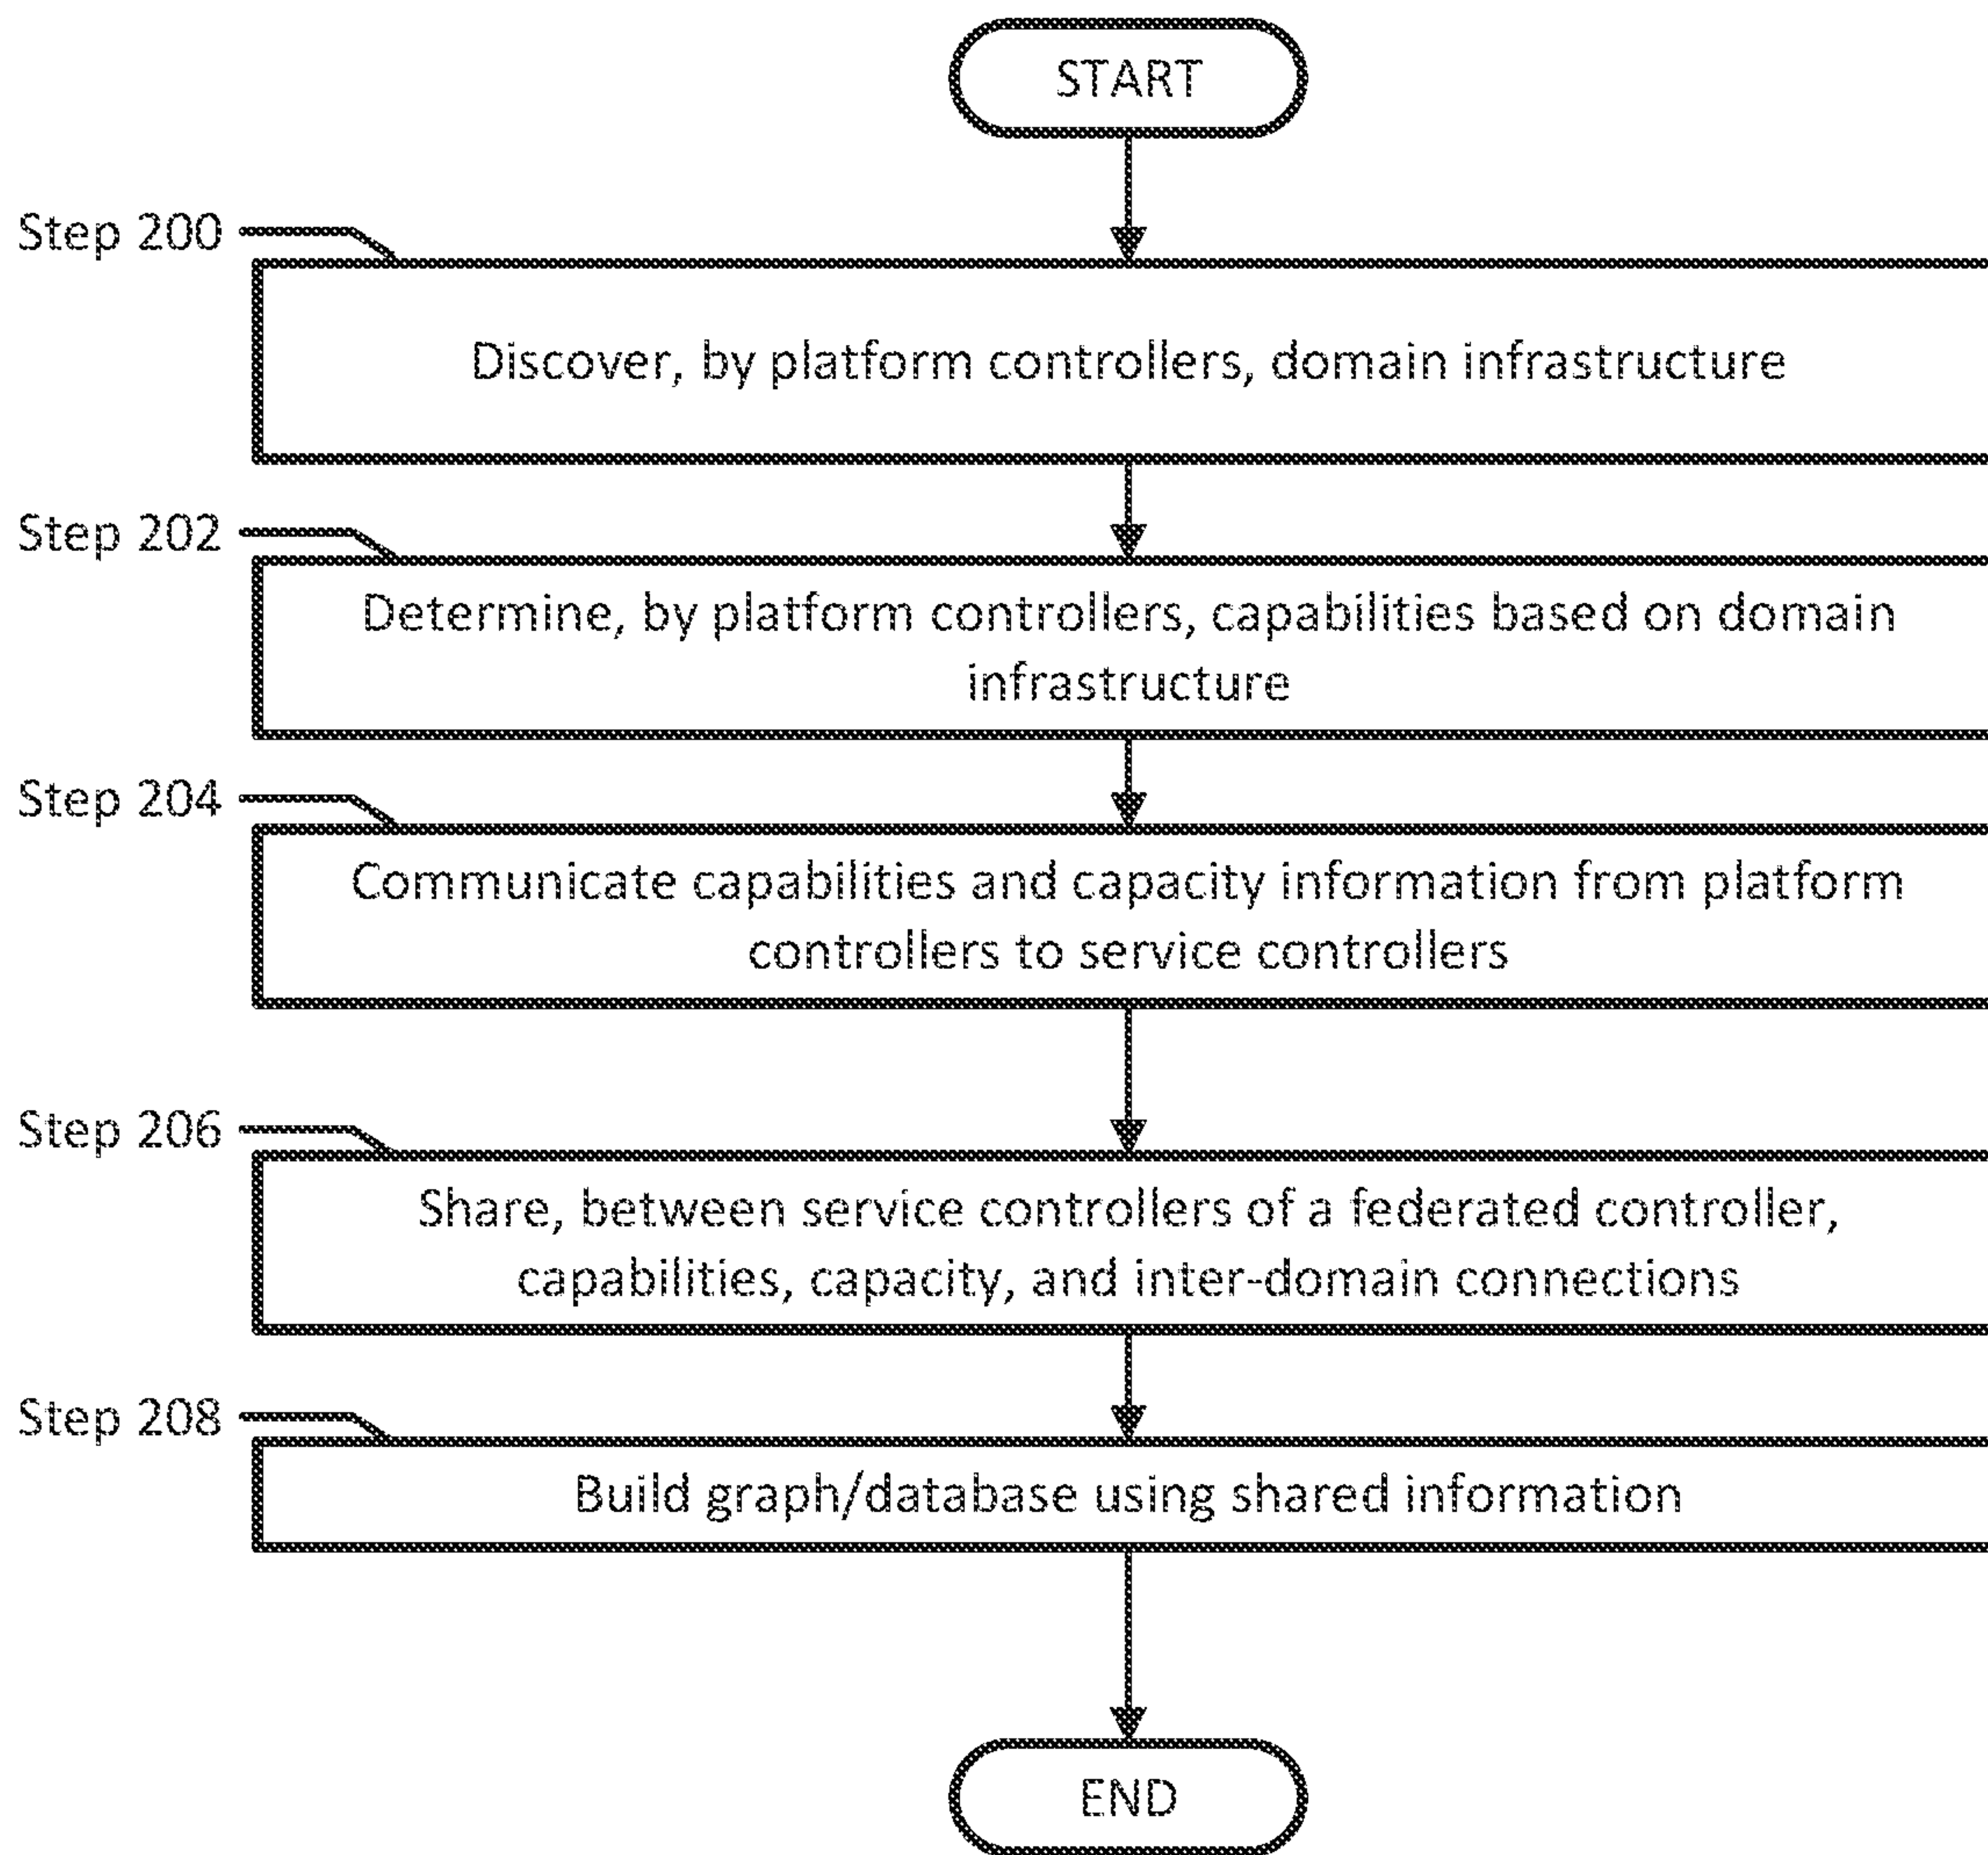 START
Step 200
Discover, by platform controllers, domain infrastructure
Step 202
Determine, by platform controllers, capabilities based on domain
infrastructure
Step 204
Communicate capabilities and capacity information from platform
controllers to service controllers
Step 206
Share, between service controllers of a federated controller,
capabilities, capacity, and inter-domain connections
Step 208
Build graph/database using shared information
END